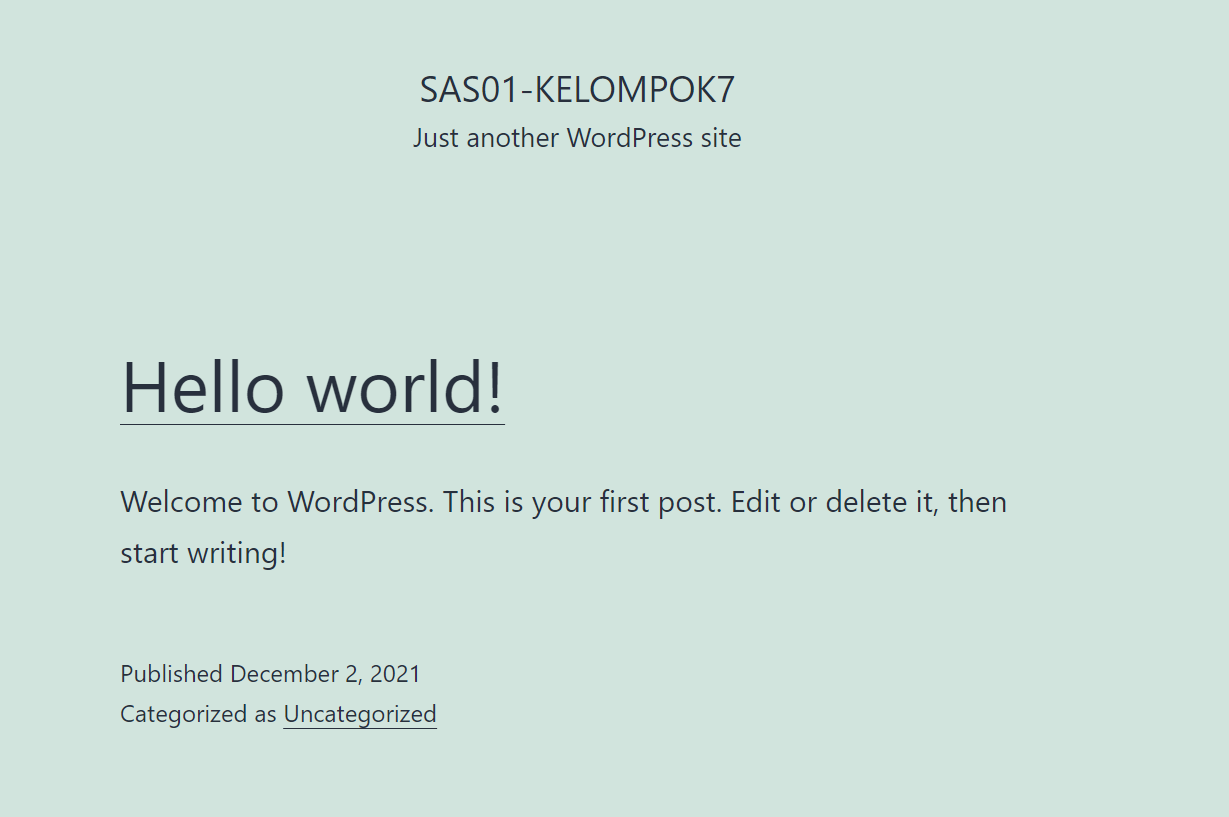 SAS01-KELOMPOK7
Just another WordPress site
Hello world!
Welcome to WordPress. This is your first post. Edit or delete it, then
start writing!
Published December 2, 2021
Categorized as Uncategorized